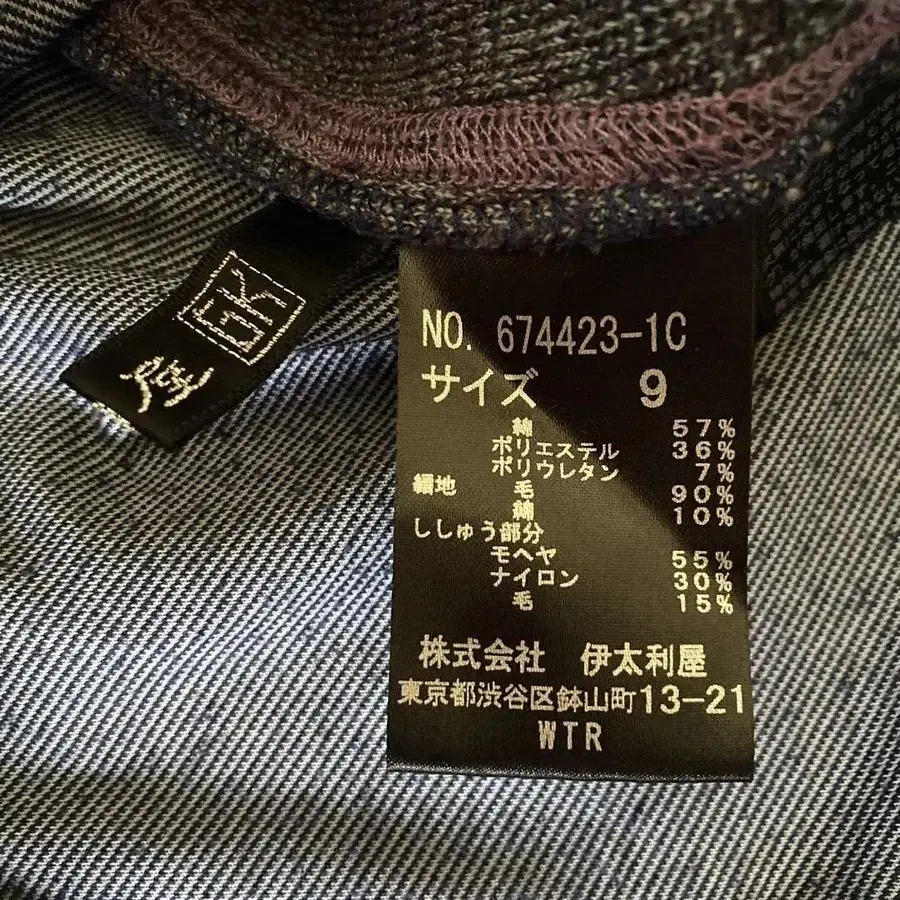 NO. 674423-1C
サイズ 9
綿 57%
ポリエステル 36%
ポリウレタン 7%
編地 毛 90%
綿 10%
ししゅう部分
モヘヤ 55%
ナイロン 30%
毛 15%
株式会社 伊太利屋
東京都渋谷区鉢山町13-21
WTR